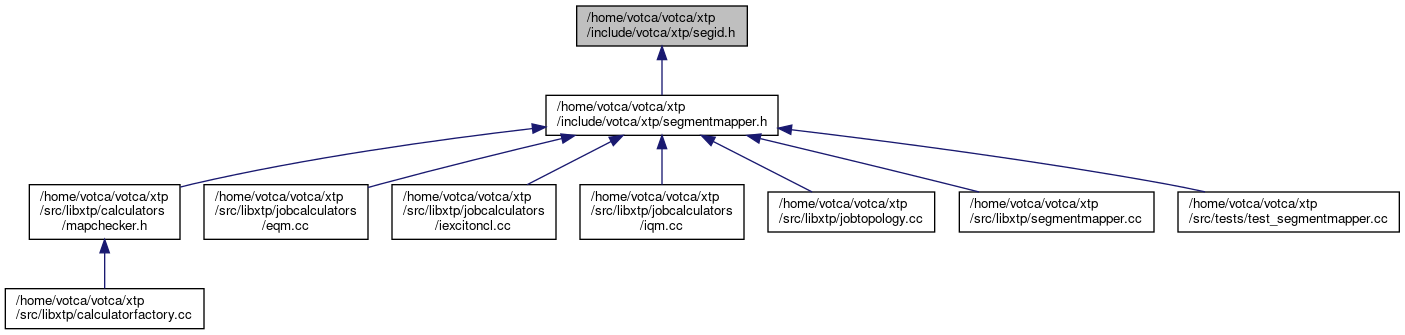 /home/votca/votca/xtp
/include/votca/xtp/segid.h
/home/votca/votca/xtp
/include/votca/xtp/segmentmapper.h
/home/votca/votca/xtp
/src/libxtp/calculators
/mapchecker.h
/home/votca/votca/xtp
/src/libxtp/jobcalculators
/eqm.cc
/home/votca/votca/xtp
/src/libxtp/jobcalculators
/iexcitoncl.cc
/home/votca/votca/xtp
/src/libxtp/jobcalculators
/iqm.cc
/home/votca/votca/xtp
/src/libxtp/jobtopology.cc
/home/votca/votca/xtp
/src/libxtp/segmentmapper.cc
/home/votca/votca/xtp
/src/tests/test_segmentmapper.cc
/home/votca/votca/xtp
/src/libxtp/calculatorfactory.cc